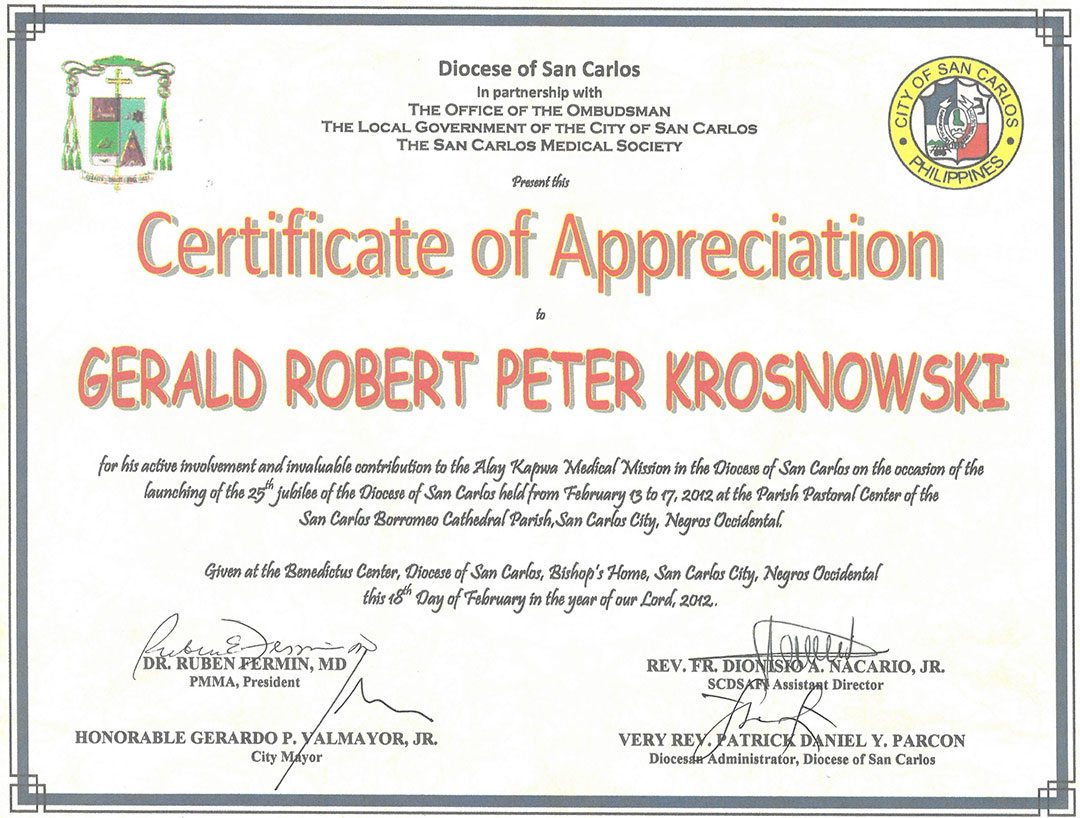 Diocese of San Carlos
In partnership with
THE OFFICE OF THE OMBUDSMAN
THE LOCAL GOVERNMENT OF THE CITY OF SAN CARLOS
THE SAN CARLOS MEDICAL SOCIETY
CITY OF SAN CARLOS
PHILIPPINES
Present this
Certificate of Appreciation
to
GERALD ROBERT PETER KROSNOWSKI
for his active involvement and invaluable contribution to the Alay Kapwa Medical Mission in the Diocese of San Carlos on the occasion of the
launching of the 25th jubilee of the Diocese of San Carlos held from February 13 to 17, 2012 at the Parish Pastoral Center of the
San Carlos Borromeo Cathedral Parish,San Carlos City, Negros Occidental.
Given at the Benedictus Center, Diocese of San Carlos, Bishop's Home, San Carlos City, Negros Occidental
this 18th Day of February in the year of our Lord, 2012..
DR. RUBEN FERMIN, MD
PMMA, President
REV. FR. DIONISIO A. NACARIO, JR.
SCDSAFI Assistant Director
HONORABLE GERARDO P. VALMAYOR, JR.
City Mayor
VERY REV. PATRICK DANIEL Y. PARCON
Diocesan Administrator, Diocese of San Carlos